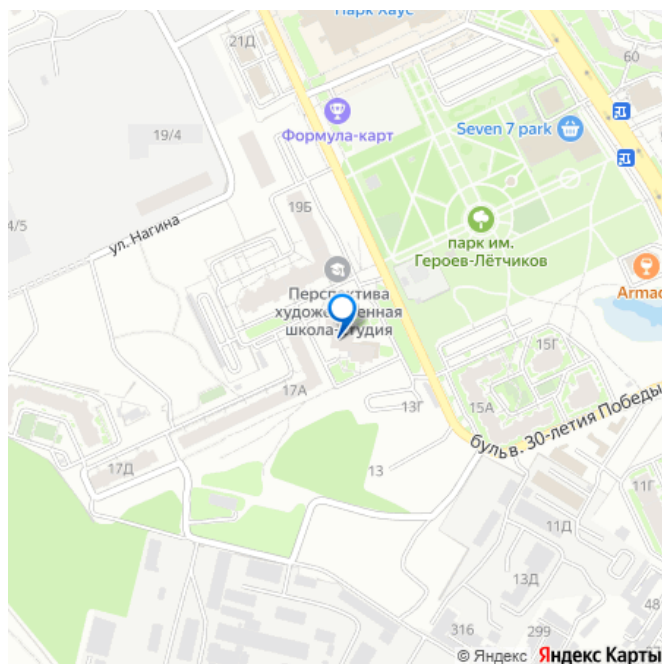 Парк Хаус
21Д
60
Формула-карт
Seven 7 park
19/4
19Б
4/5
ул. Нагина
парк им.
Героев-Лётчиков
Перспектива
художественная
школа-студия
Armad
15Г
17А
13Г
15А
бульв. 30-летия Победы
17Д
13
11Г
11Д
13Д
48
316
299
© Яндекс Яндекс Карты